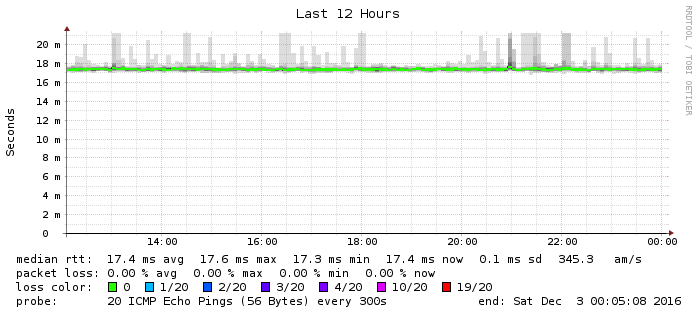 Last 12 Hours
RRDTOOL / TOBI OETIKER
Seconds
20 m
18 m
16 m
14 m
12 m
10 m
8 m
6 m
4 m
2 m
0
14:00 16:00 18:00 20:00 22:00 00:00
median rtt: 17.4 ms avg 17.6 ms max 17.3 ms min 17.4 ms now 0.1 ms sd 345.3 am/s
packet loss: 0.00 % avg 0.00 % max 0.00 % min 0.00 % now
loss color: 0 1/20 2/20 3/20 4/20 10/20 19/20
probe: 20 ICMP Echo Pings (56 Bytes) every 300s end: Sat Dec 3 00:05:08 2016